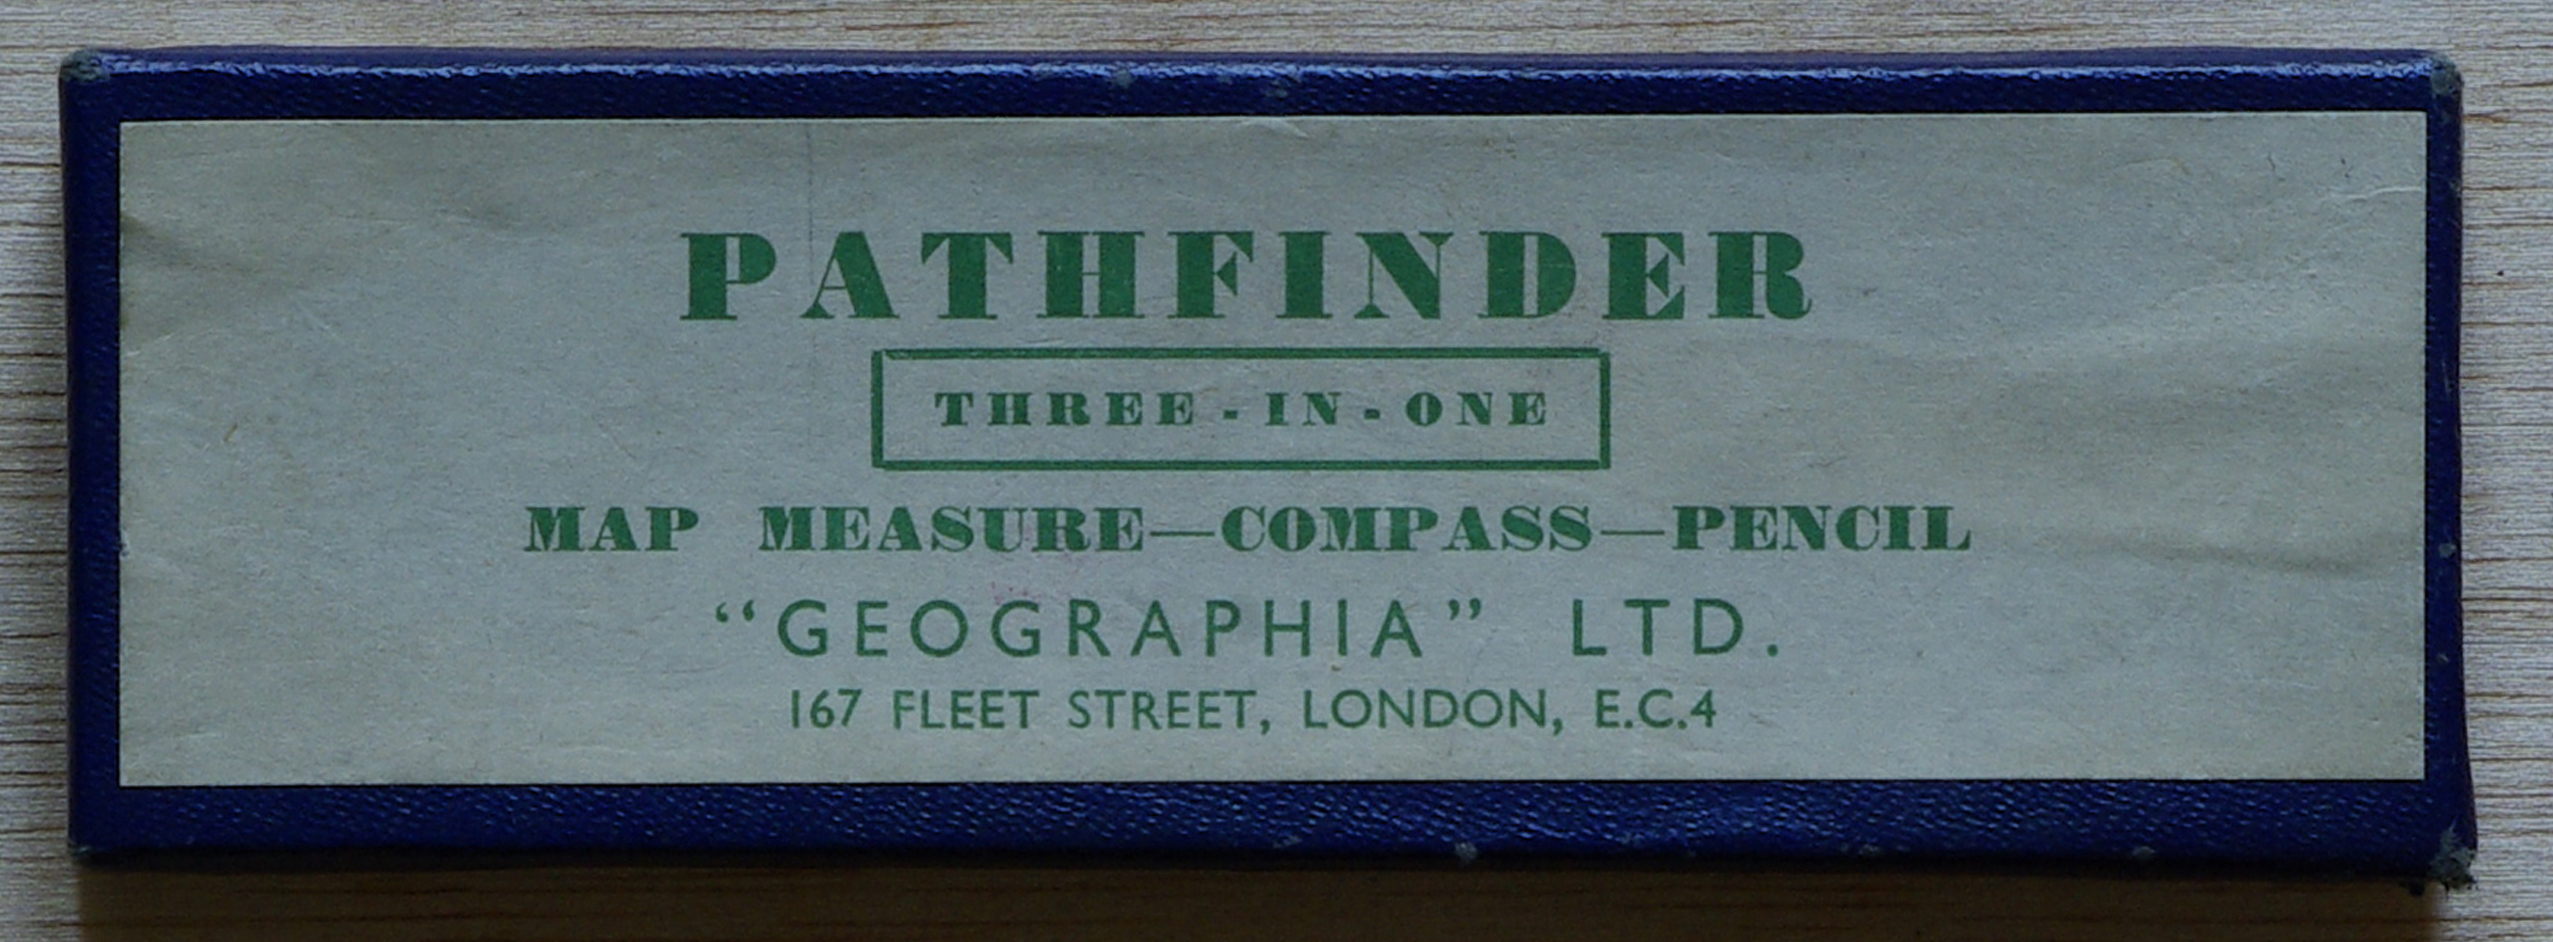 PATHFINDER
THREE-IN-ONE
MAP MEASURE—COMPASS—PENCIL
“GEOGRAPHIA” LTD.
167 FLEET STREET, LONDON, E.C.4